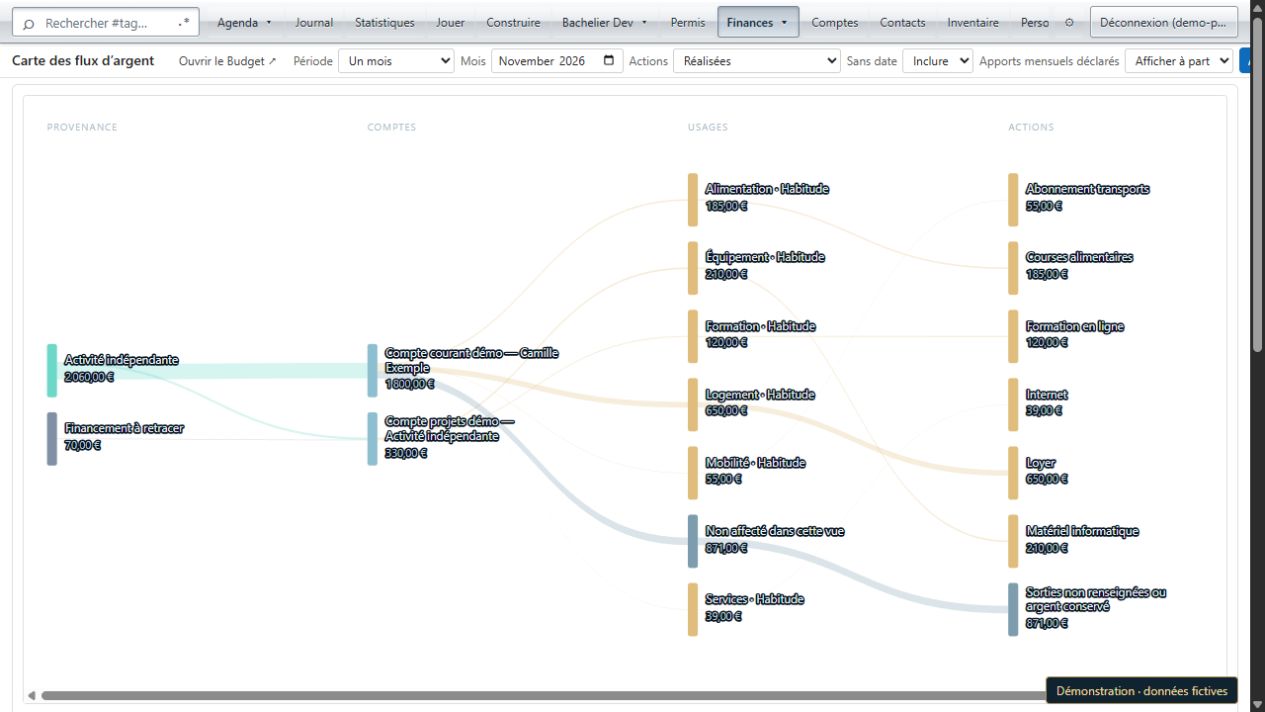 Rechercher #tag... .*
Agenda
Journal
Statistiques
Jouer
Construire
Bachelier Dev
Permis
Finances
Comptes
Contacts
Inventaire
Perso
Déconnexion (demo-p...
Carte des flux d’argent
Ouvrir le Budget ↗
Période
Un mois
Mois
November 2026
Actions
Réalisées
Sans date
Inclure
Apports mensuels déclarés
Afficher à part
PROVENANCE
COMPTES
USAGES
ACTIONS
Activité indépendante
2 060,00 €
Financement à retracer
70,00 €
Compte courant démo — Camille
Exemple
1 800,00 €
Compte projets démo —
Activité indépendante
330,00 €
Alimentation · Habitude
185,00 €
Équipement · Habitude
210,00 €
Formation · Habitude
120,00 €
Logement · Habitude
650,00 €
Mobilité · Habitude
55,00 €
Non affecté dans cette vue
871,00 €
Services · Habitude
39,00 €
Abonnement transports
55,00 €
Courses alimentaires
185,00 €
Formation en ligne
120,00 €
Internet
39,00 €
Loyer
650,00 €
Matériel informatique
210,00 €
Sorties non renseignées ou
argent conservé
871,00 €
Démonstration · données fictives